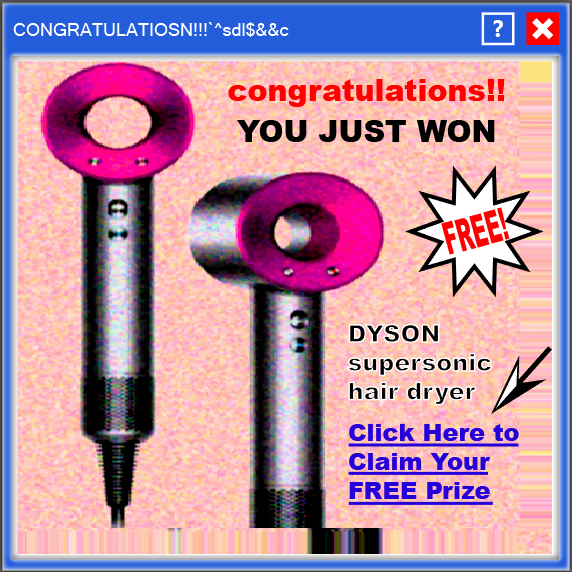 CONGRATULATIOSN!!!`^sdl$&&c
?
congratulations!!
YOU JUST WON
FREE!
DYSON
supersonic
hair dryer
Click Here to
Claim Your
FREE Prize